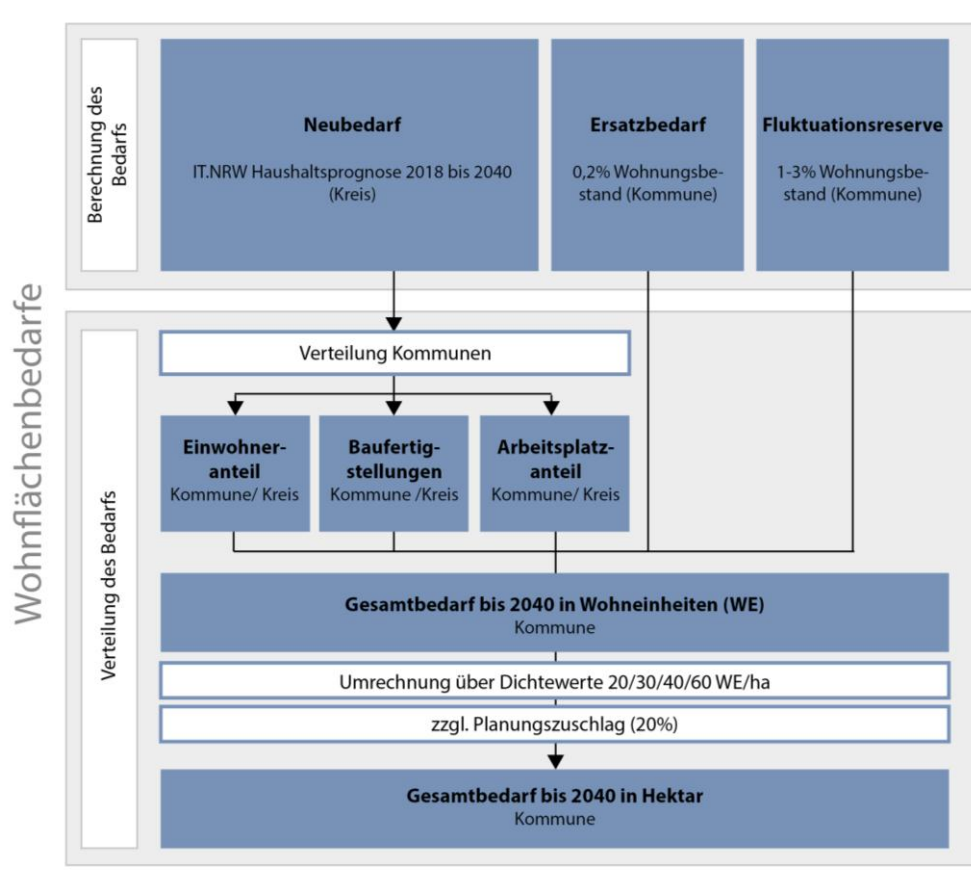 Wohnflächenbedarfe
Berechnung des
Bedarfs
Neubedarf
IT.NRW Haushaltsprognose 2018 bis 2040
(Kreis)
Ersatzbedarf
0,2% Wohnungsbe-
stand (Kommune)
Fluktuationsreserve
1-3% Wohnungsbe-
stand (Kommune)
Verteilung des Bedarfs
Verteilung Kommunen
Einwohner-
anteil
Kommune/ Kreis
Baufertig-
stellungen
Kommune /Kreis
Arbeitsplatz-
anteil
Kommune/ Kreis
Gesamtbedarf bis 2040 in Wohneinheiten (WE)
Kommune
Umrechnung über Dichtewerte 20/30/40/60 WE/ha
zzgl. Planungszuschlag (20%)
Gesamtbedarf bis 2040 in Hektar
Kommune